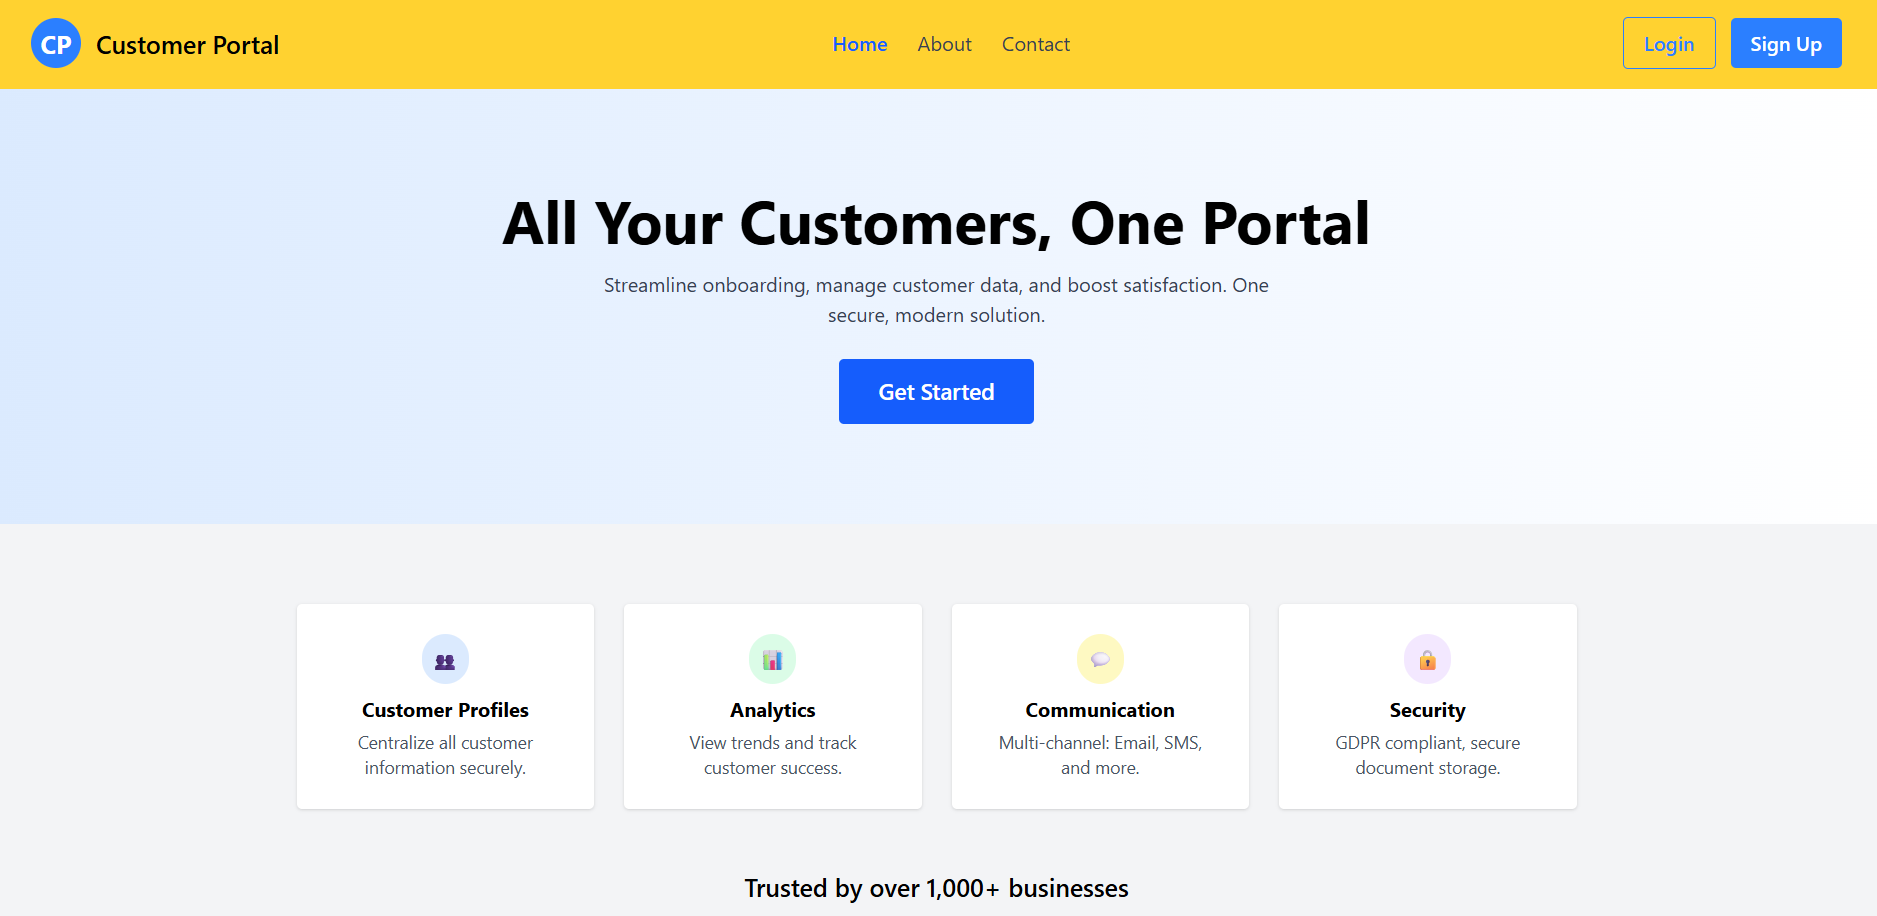 CP Customer Portal
Home About Contact
Login Sign Up
All Your Customers, One Portal
Streamline onboarding, manage customer data, and boost satisfaction. One
secure, modern solution.
Get Started
Customer Profiles
Centralize all customer
information securely.
Analytics
View trends and track
customer success.
Communication
Multi-channel: Email, SMS,
and more.
Security
GDPR compliant, secure
document storage.
Trusted by over 1,000+ businesses